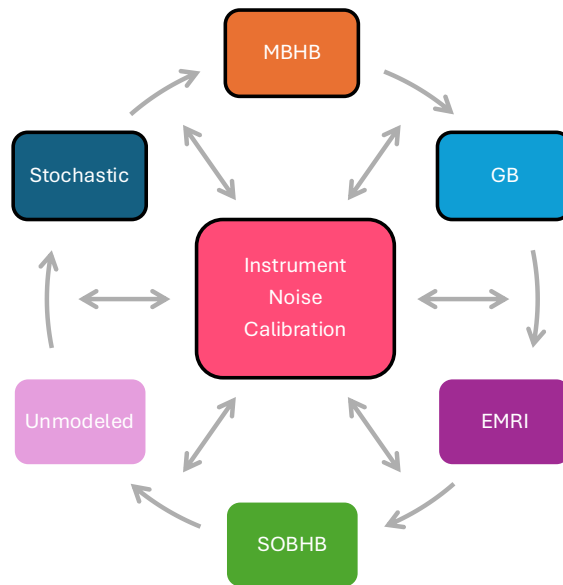 MBHB
Stochastic
GB
Instrument
Noise
Calibration
Unmodeled
EMRI
SOBHB